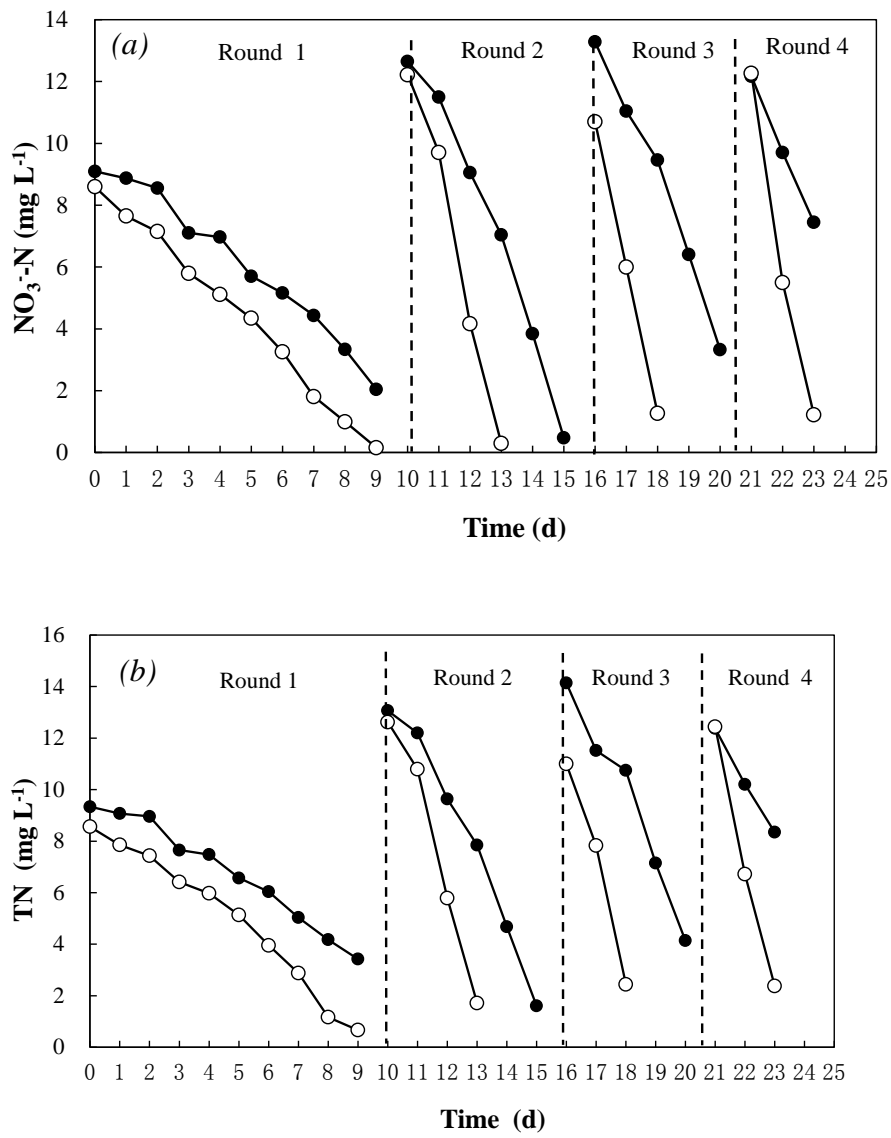 (a)
Round 1
Round 2
Round 3
Round 4
14
12
10
8
6
4
2
0
NO₃⁻-N (mg L⁻¹)
0 1 2 3 4 5 6 7 8 9 10 11 12 13 14 15 16 17 18 19 20 21 22 23 24 25
Time (d)
(b)
Round 1
Round 2
Round 3
Round 4
16
14
12
10
8
6
4
2
0
TN (mg L⁻¹)
0 1 2 3 4 5 6 7 8 9 10 11 12 13 14 15 16 17 18 19 20 21 22 23 24 25
Time (d)